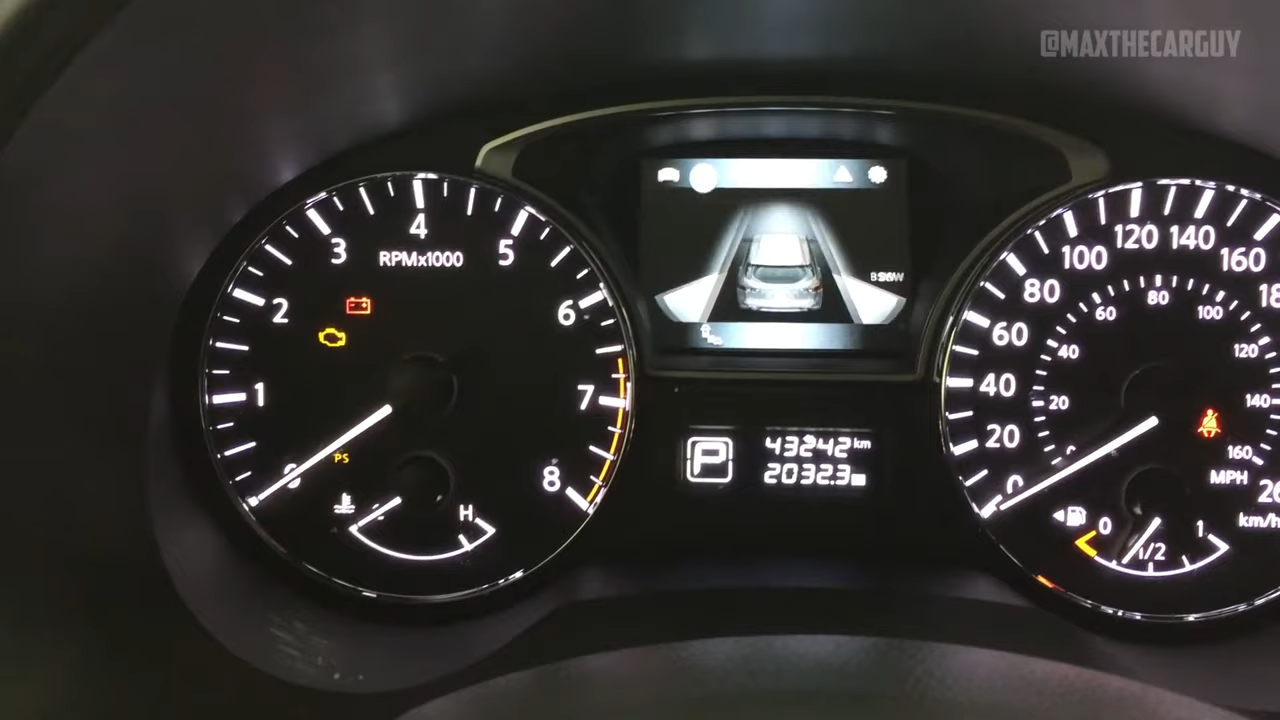 @MAXTHECARGUY
1 2 3 4 5 6 7 8
RPMx1000
PS
H
P
43242 km
2032.3
0 20 40 60 80 100 120 140 160
20 40 60 80 100 120 140 160
MPH
km/h
0 1/2 1